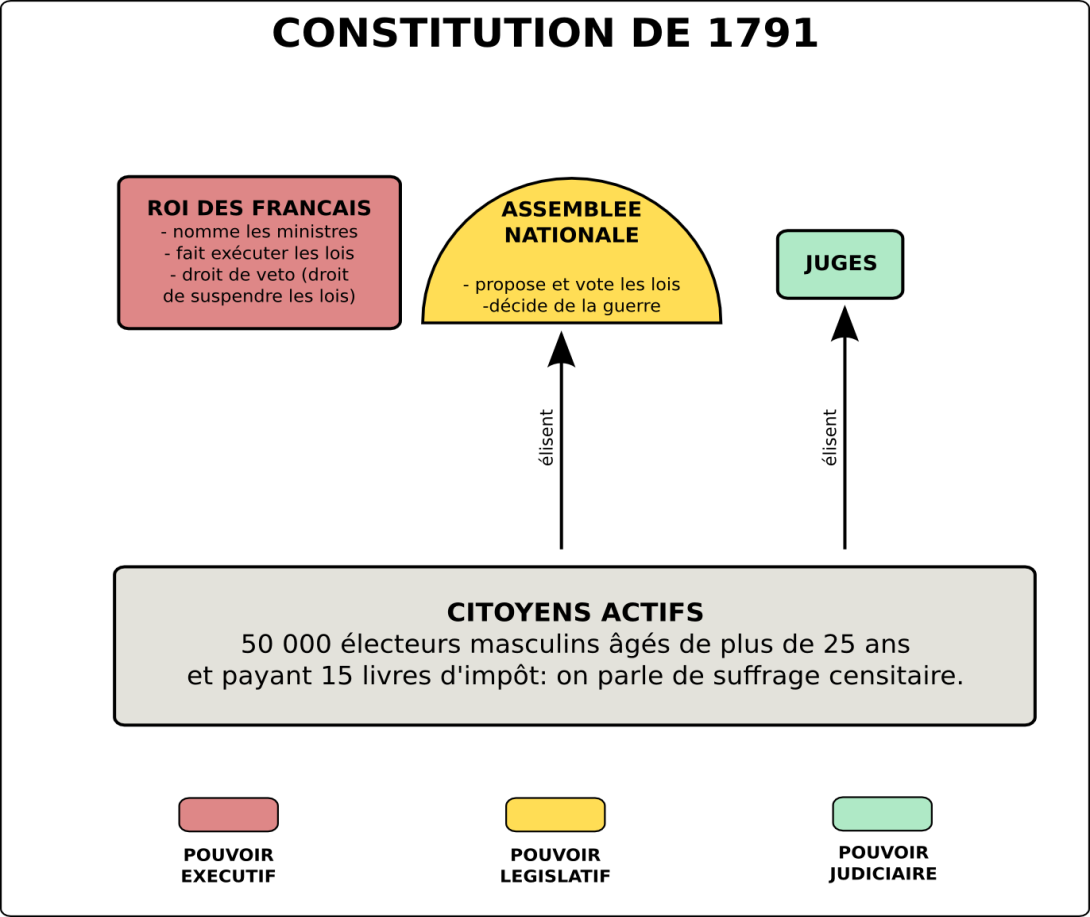 CONSTITUTION DE 1791
ROI DES FRANCAIS
- nomme les ministres
- fait exécuter les lois
- droit de veto (droit
de suspendre les lois)
ASSEMBLEE
NATIONALE
- propose et vote les lois
-décide de la guerre
JUGES
élisent
élisent
CITOYENS ACTIFS
50 000 électeurs masculins âgés de plus de 25 ans
et payant 15 livres d'impôt: on parle de suffrage censitaire.
POUVOIR
EXECUTIF
POUVOIR
LEGISLATIF
POUVOIR
JUDICIAIRE